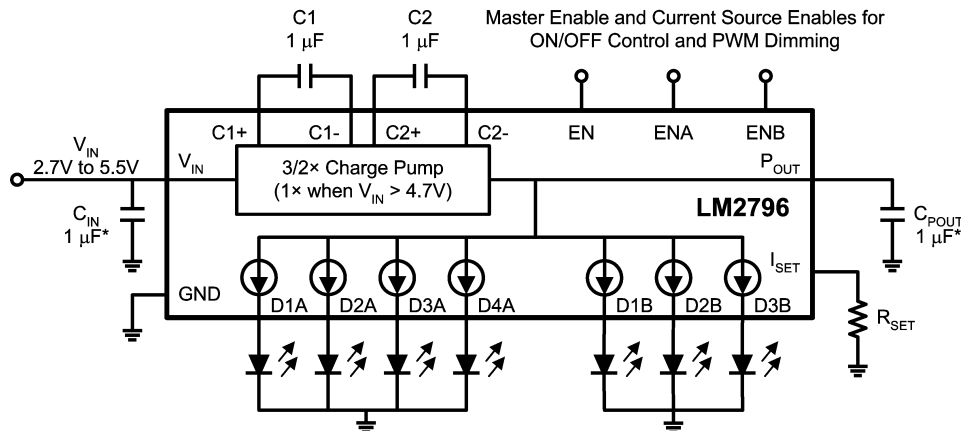 C1
1 µF
C2
1 µF
Master Enable and Current Source Enables for
ON/OFF Control and PWM Dimming
C1+
C1-
C2+
C2-
EN
ENA
ENB
VIN
2.7V to 5.5V
VIN
3/2× Charge Pump
(1× when VIN > 4.7V)
POUT
LM2796
CIN
1 µF*
CPOUT
1 µF*
ISET
GND
D1A
D2A
D3A
D4A
D1B
D2B
D3B
RSET